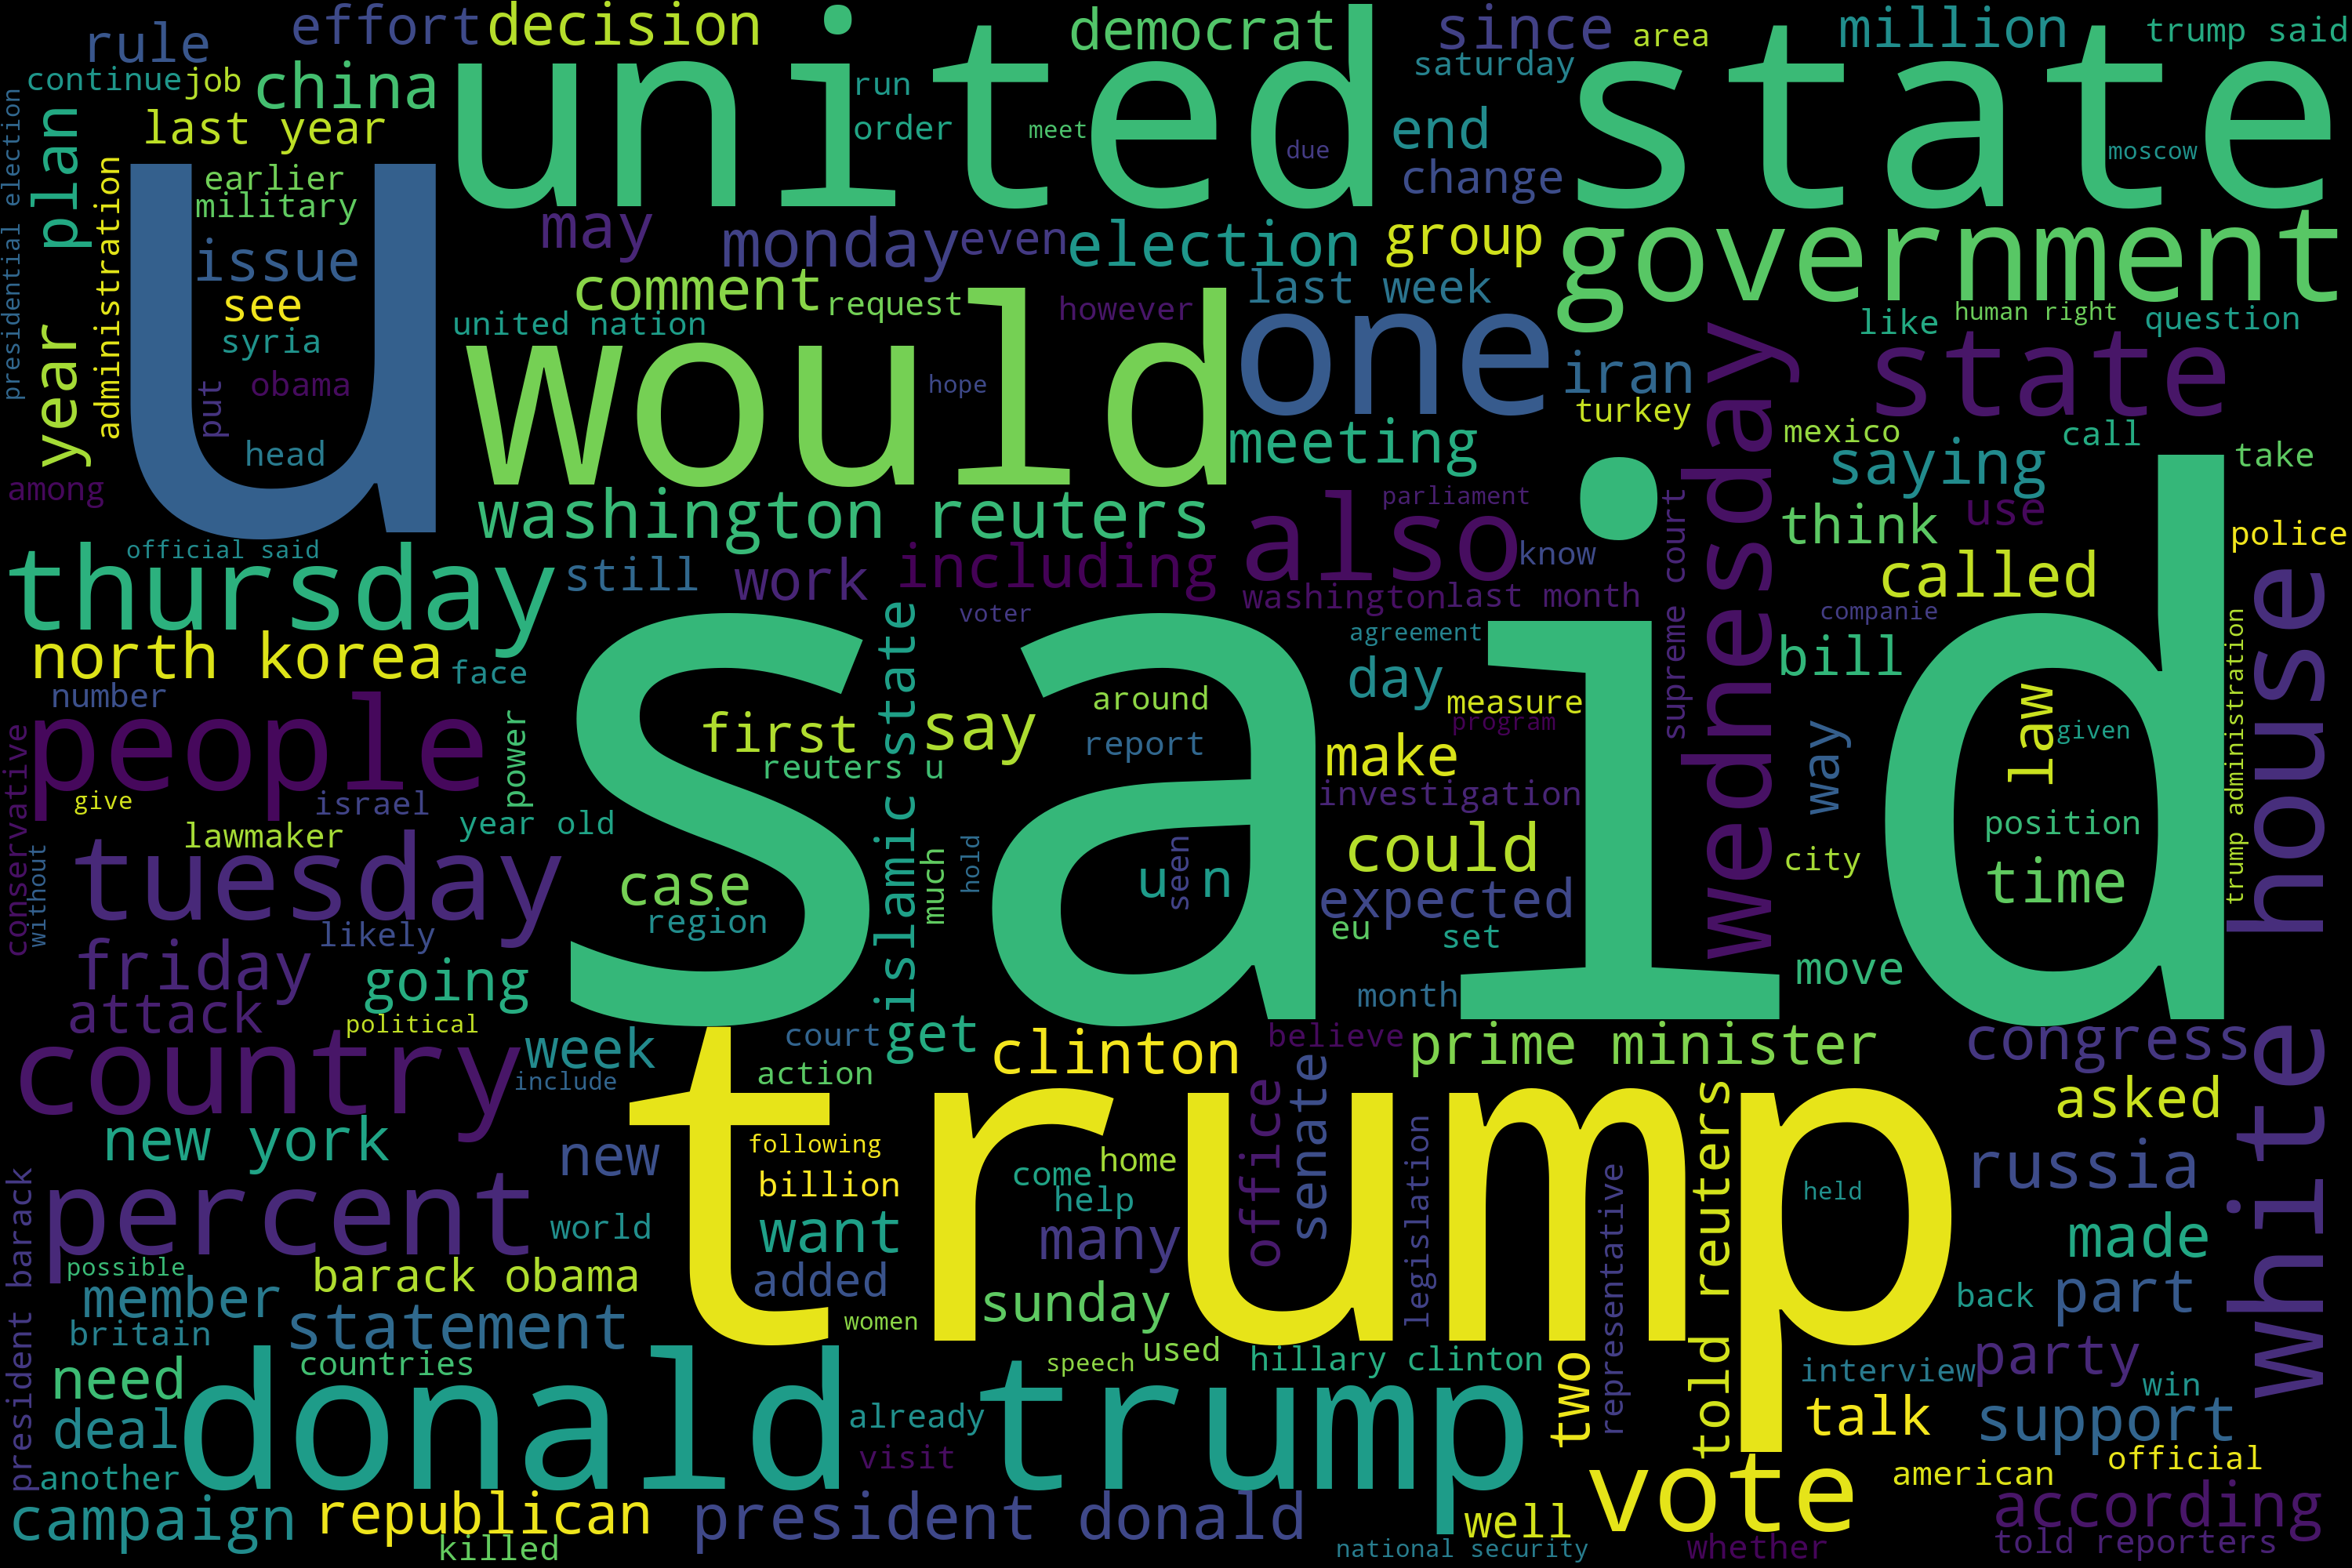 rule
effort
decision
democrat
since
area
million
trump said
continue
job
china
united
run
saturday
state
last year
order
meet
due
end
moscow
presidential election
year plan
administration
earlier
military
u
may
monday
even
election
change
group
government
issue
comment
request
however
last week
one
human right
like
question
see
united nation
would
syria
obama
put
hope
iran
state
turkey
wednesday
head
meeting
mexico
call
saying
take
among
washington reuters
also
parliament
supreme court
think
use
police
official said
thursday
still
work
including
know
called
washington
last month
companie
voter
said
agreement
north korea
face
islamic state
day
bill
white house
trump administration
number
people
power
first
say
around
measure
program
law
given
way
conservative
report
make
reuters u
give
israel
investigation
lawmaker
year old
position
without
tuesday
much
hold
could
city
case
u n
seen
time
expected
likely
region
eu
set
friday
going
move
attack
month
political
country
week
court
get
believe
clinton
prime minister
congress
include
action
trump
office
senate
told reuters
asked
new york
new
following
legislation
president barack
come
home
representative
russia
percent
billion
help
held
world
want
many
made
possible
barack obama
added
member
sunday
back
part
britain
statement
women
countries
speech
used
hillary clinton
two
interview
party
need
win
donald trump
deal
already
talk
support
another
visit
vote
american
official
campaign
republican
president donald
well
according
killed
national security
whether
told reporters